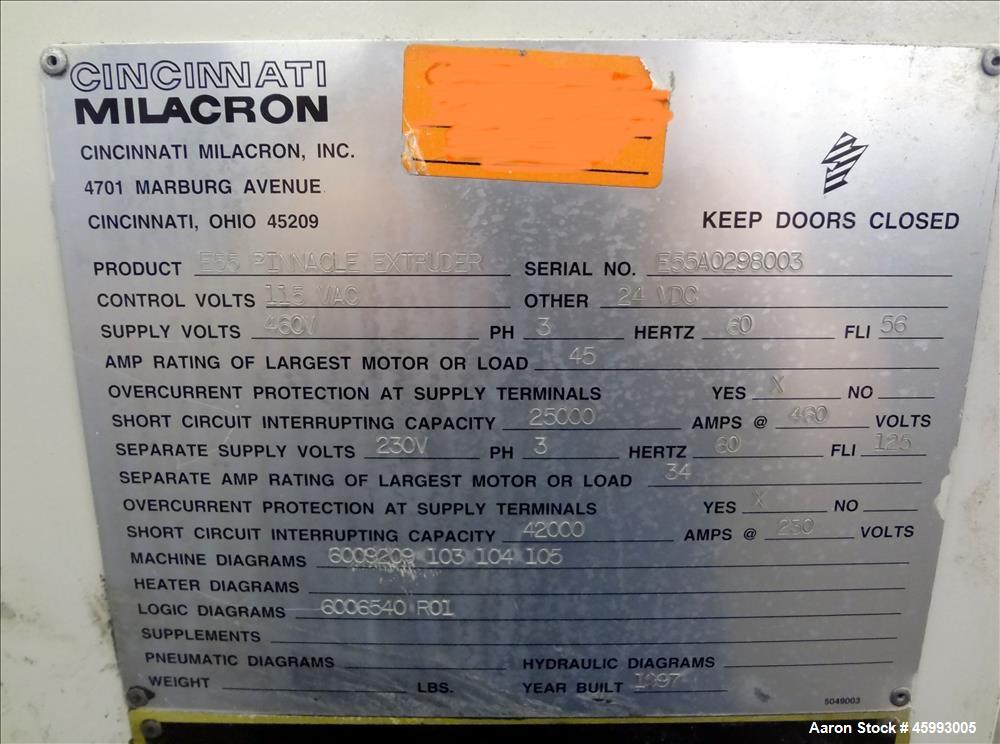 CINCINNATI
MILACRON
CINCINNATI MILACRON, INC.
4701 MARBURG AVENUE
CINCINNATI, OHIO 45209
KEEP DOORS CLOSED
PRODUCT E55 PINNACLE EXTRUDER SERIAL NO. E55A0298003
CONTROL VOLTS 115 VAC OTHER 24 VDC
SUPPLY VOLTS 460V PH 3 HERTZ 60 FLI 56
AMP RATING OF LARGEST MOTOR OR LOAD 45
OVERCURRENT PROTECTION AT SUPPLY TERMINALS YES X NO
SHORT CIRCUIT INTERRUPTING CAPACITY 25000 AMPS @ 460 VOLTS
SEPARATE SUPPLY VOLTS 230V PH 3 HERTZ 60 FLI 125
SEPARATE AMP RATING OF LARGEST MOTOR OR LOAD 34
OVERCURRENT PROTECTION AT SUPPLY TERMINALS YES X NO
SHORT CIRCUIT INTERRUPTING CAPACITY 42000 AMPS @ 230 VOLTS
MACHINE DIAGRAMS 6009209 103 104 105
HEATER DIAGRAMS
LOGIC DIAGRAMS 6006540 R01
SUPPLEMENTS
PNEUMATIC DIAGRAMS HYDRAULIC DIAGRAMS
WEIGHT LBS. YEAR BUILT 1997
5049003
Aaron Stock # 45993005